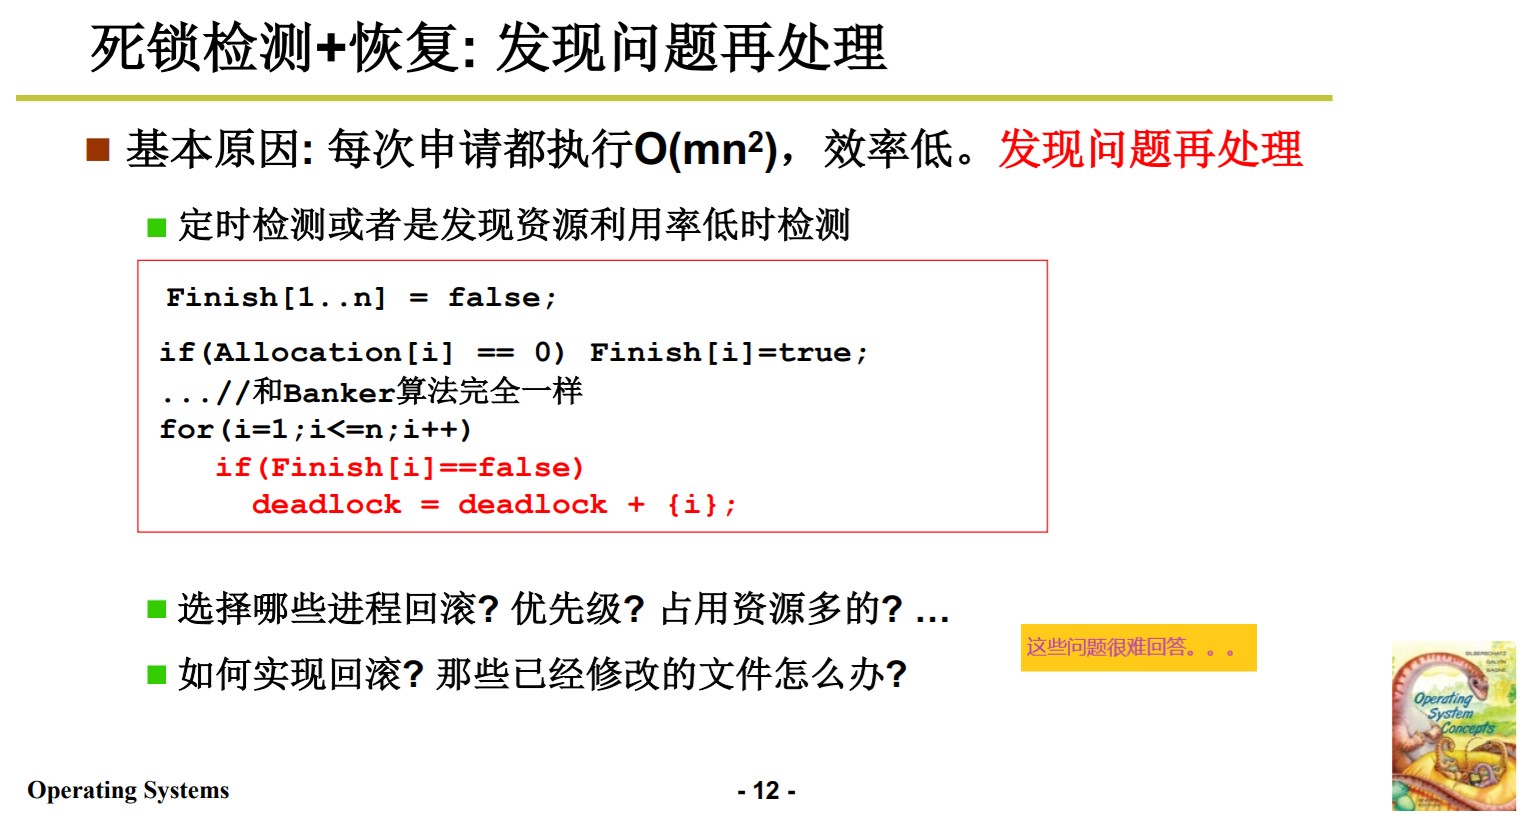 死锁检测+恢复: 发现问题再处理
基本原因: 每次申请都执行O(mn²)，效率低。发现问题再处理
定时检测或者是发现资源利用率低时检测
Finish[1..n] = false;
if(Allocation[i] == 0) Finish[i]=true;
...//和Banker算法完全一样
for(i=1;i<=n;i++)
if(Finish[i]==false)
deadlock = deadlock + {i};
选择哪些进程回滚? 优先级? 占用资源多的? …
如何实现回滚? 那些已经修改的文件怎么办?
这些问题很难回答。。。
SILBERSCHATZ
GALVIN
GAGNE
Operating
System
Concepts
Operating Systems
- 12 -